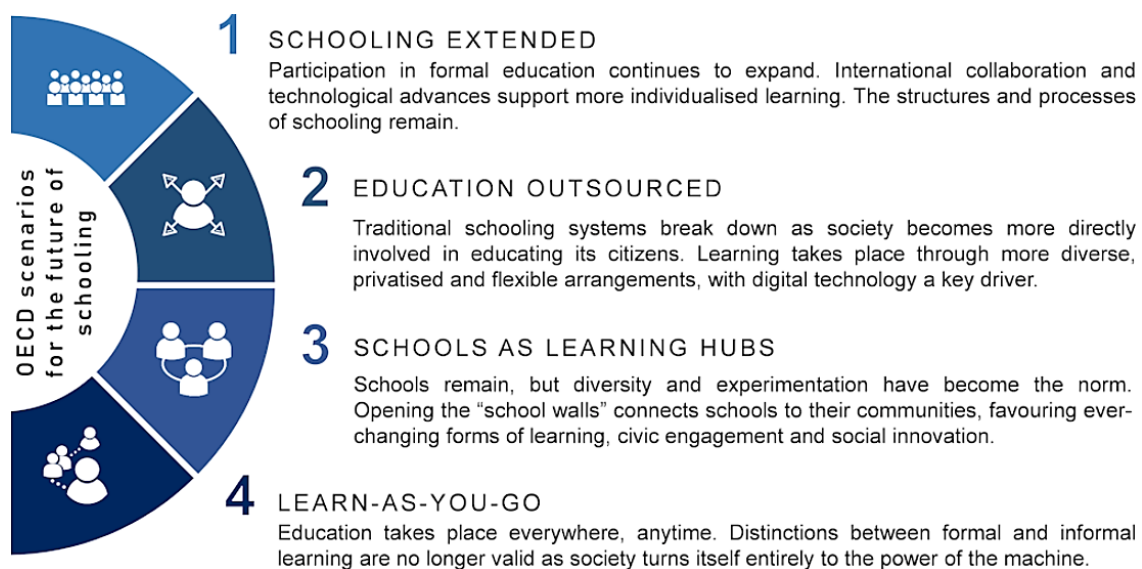 OECD scenarios
for the future of
schooling
1
SCHOOLING EXTENDED
Participation in formal education continues to expand. International collaboration and
technological advances support more individualised learning. The structures and processes
of schooling remain.
2
EDUCATION OUTSOURCED
Traditional schooling systems break down as society becomes more directly
involved in educating its citizens. Learning takes place through more diverse,
privatised and flexible arrangements, with digital technology a key driver.
3
SCHOOLS AS LEARNING HUBS
Schools remain, but diversity and experimentation have become the norm.
Opening the “school walls” connects schools to their communities, favouring ever-
changing forms of learning, civic engagement and social innovation.
4
LEARN-AS-YOU-GO
Education takes place everywhere, anytime. Distinctions between formal and informal
learning are no longer valid as society turns itself entirely to the power of the machine.